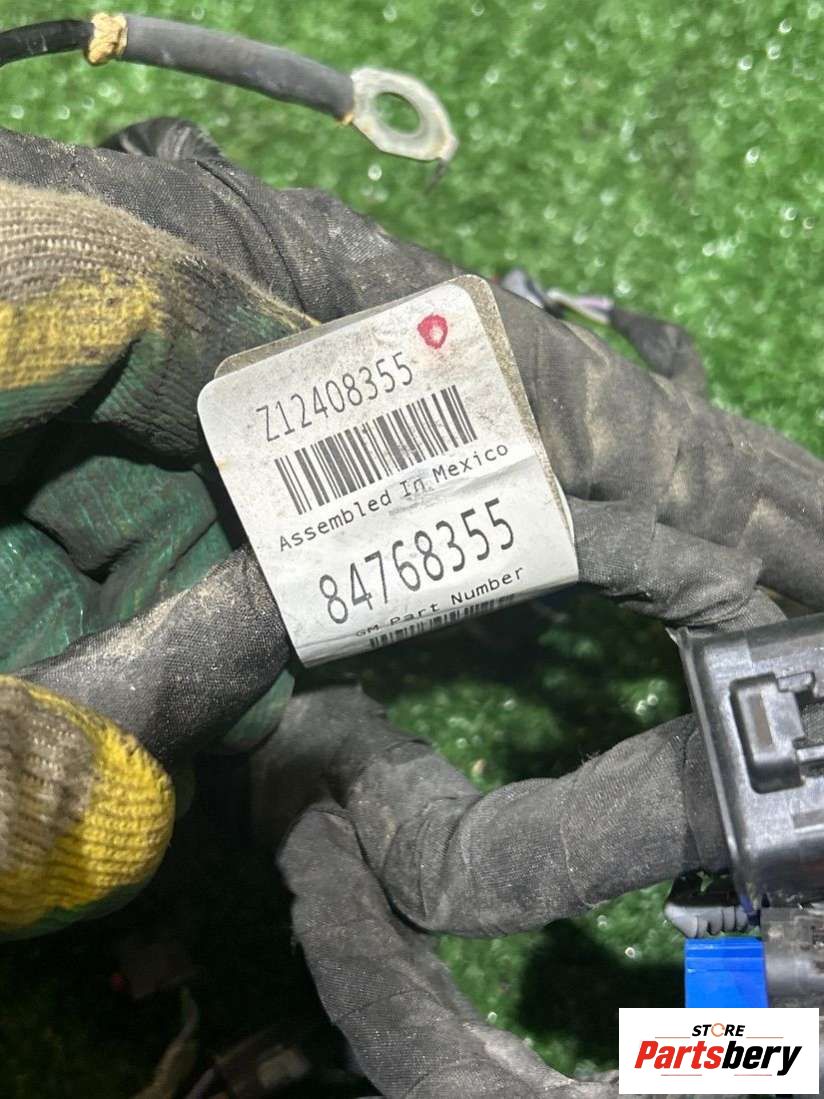 Z12408355
Assembled In Mexico
84768355
GM Part Number
STORE
Partsbery